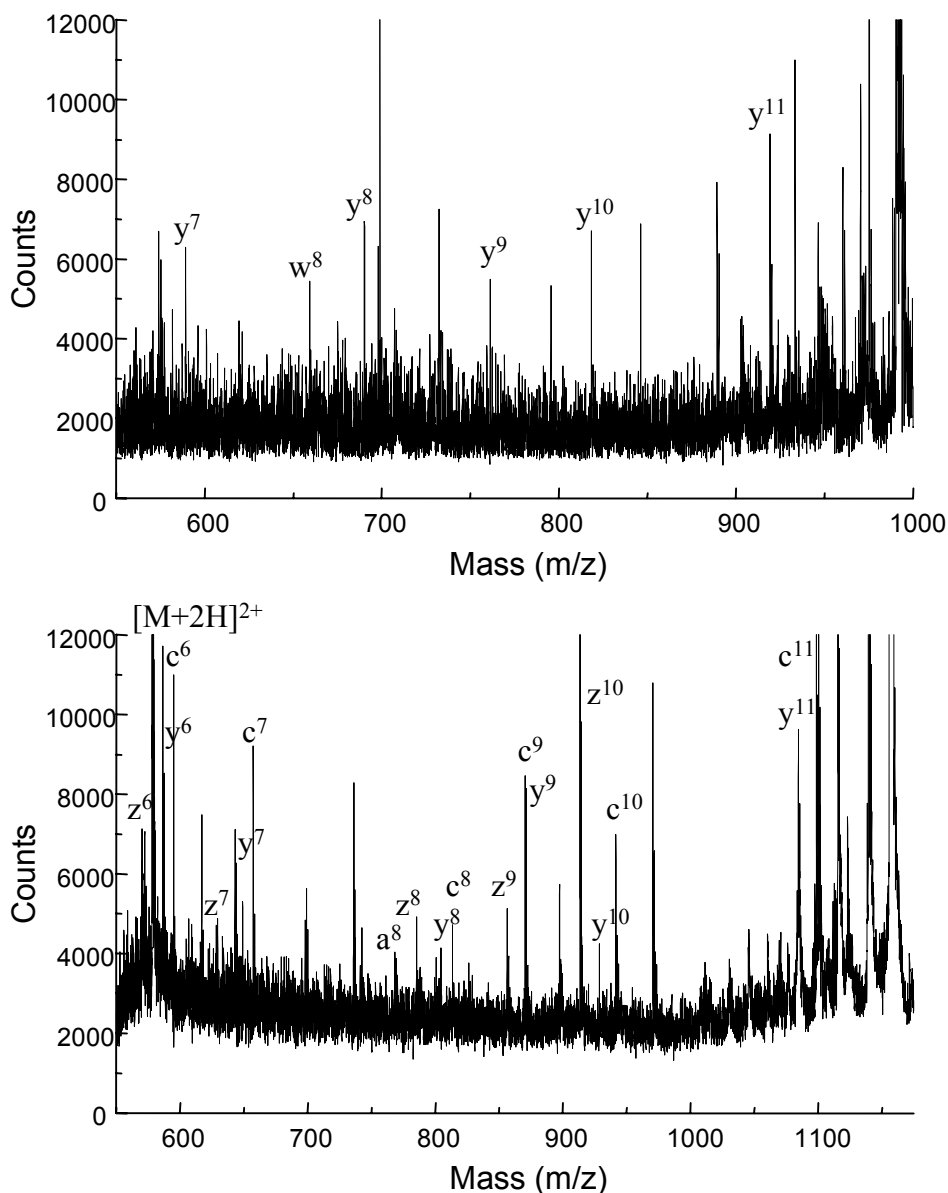 12000
10000
8000
6000
4000
2000
0
Counts
y⁷
w⁸
y⁸
y⁹
y¹⁰
y¹¹
600 700 800 900 1000
Mass (m/z)
[M+2H]²⁺
12000
10000
8000
6000
4000
2000
0
Counts
z⁶
y⁶
c⁶
z⁷
y⁷
c⁷
a⁸
z⁸
y⁸
c⁸
z⁹
c⁹
y⁹
z¹⁰
y¹⁰
c¹⁰
c¹¹
y¹¹
600 700 800 900 1000 1100
Mass (m/z)